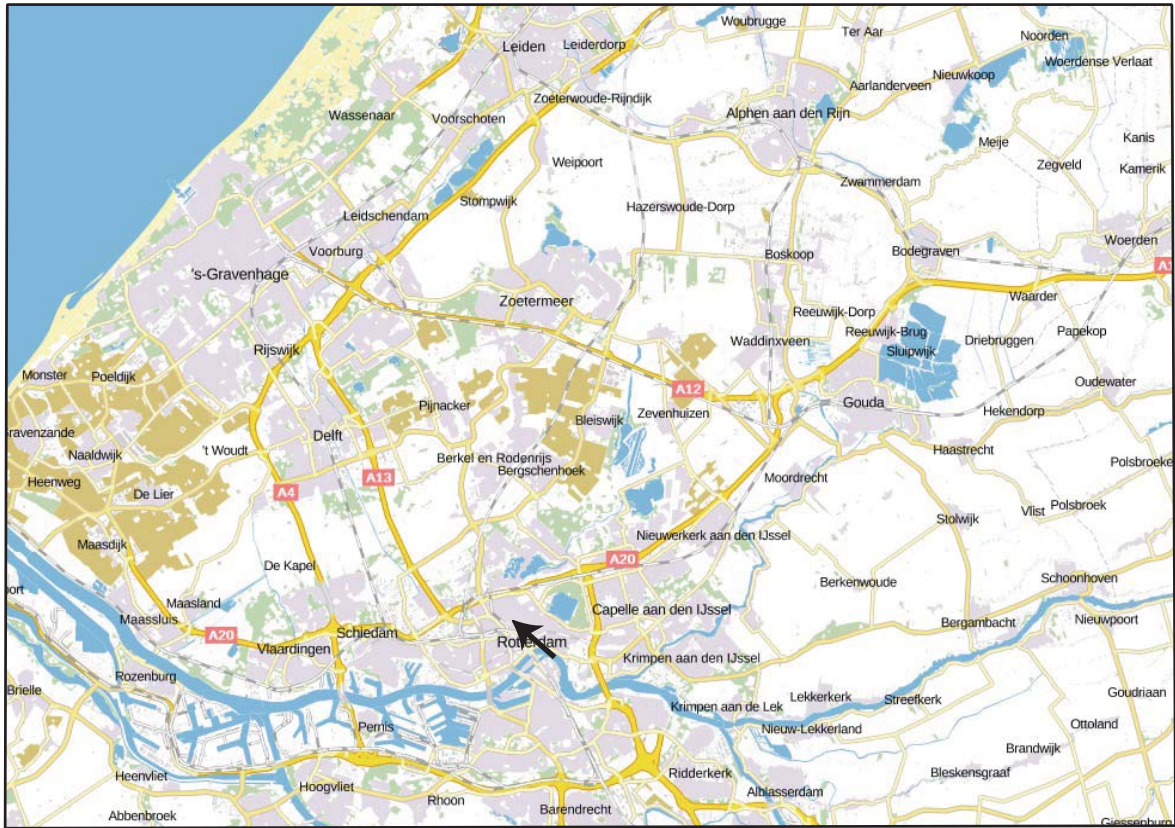 Woubrugge
Leiden
Leiderdorp
Ter Aar
Noorden
Woerdense Verlaat
Nieuwkoop
Aarlanderveen
Zoeterwoude-Rijndijk
Wassenaar
Voorschoten
Alphen aan den Rijn
Kanis
Meije
Weipoort
Zegveld
Kamerik
Zwammerdam
Stompwijk
Hazerswoude-Dorp
Leidschendam
Woerden
Voorburg
Boskoop
Bodegraven
's-Gravenhage
Zoetermeer
Waarder
Reeuwijk-Dorp
Reeuwijk-Brug
Papekop
Driebruggen
Waddinxveen
Sluipwijk
Rijswijk
Monster
Poeldijk
Oudewater
A12
Gouda
Pijnacker
Hekendorp
Zevenhuizen
Bleiswijk
ravenzande
Delft
't Woudt
Haastrecht
Naaldwijk
Berkel en Rodenrijs
Polsbroeke
Bergschenhoek
Heenweg
A13
Moordrecht
De Lier
A4
Polsbroek
Vlist
Stolwijk
Nieuwerkerk aan den IJssel
Maasdijk
A20
De Kapel
Schoonhoven
Berkenwoude
ort
Maasland
Capelle aan den IJssel
Maassluis
Bergambacht
Nieuwpoort
A20
Schiedam
Rotterdam
Vlaardingen
Krimpen aan den IJssel
Rozenburg
Brielle
Lekkerkerk
Streefkerk
Goudriaan
Krimpen aan de Lek
Pernis
Nieuw-Lekkerland
Ottoland
Brandwijk
Heenvliet
Ridderkerk
Bleskensgraaf
Hoogvliet
Rhoon
Alblasserdam
Barendrecht
Abbenbroek
Giessenburg